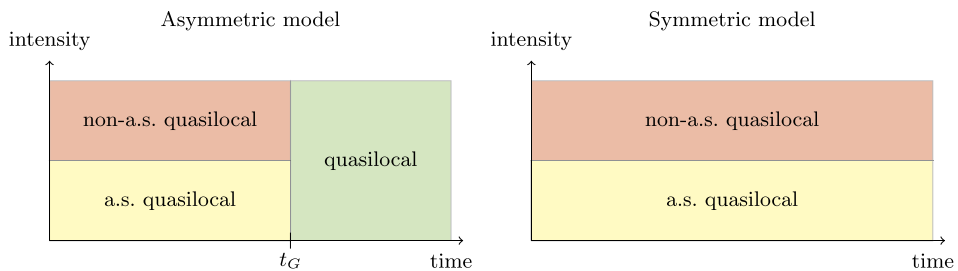 Asymmetric model
intensity
non-a.s. quasilocal
a.s. quasilocal
quasilocal
t_G
time
Symmetric model
intensity
non-a.s. quasilocal
a.s. quasilocal
time